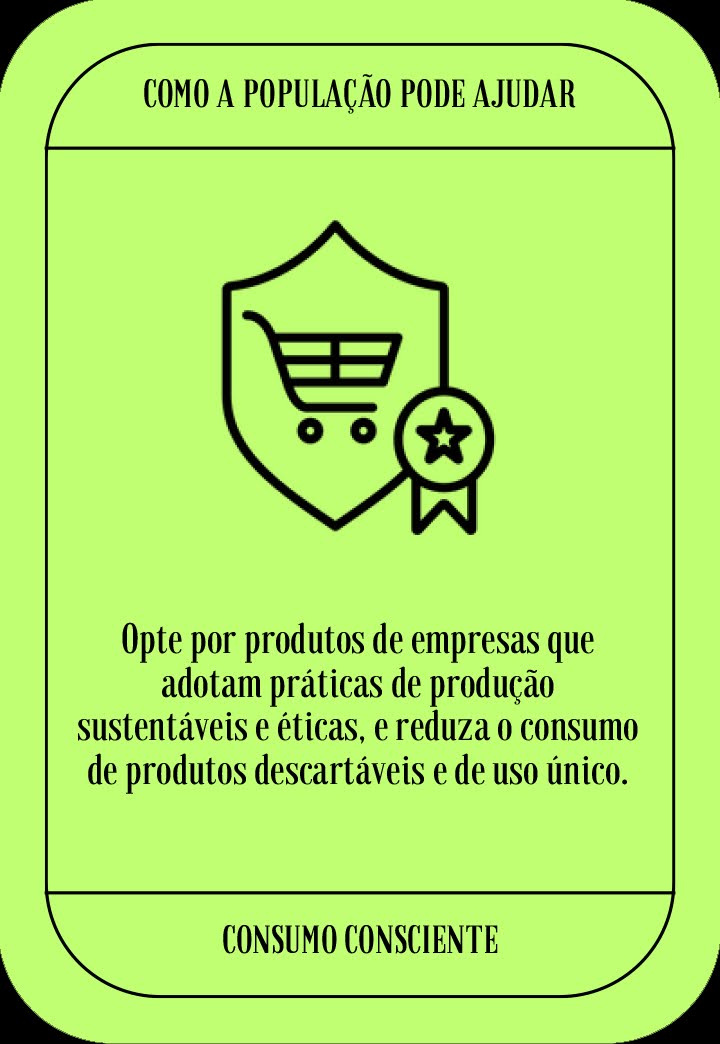 COMO A POPULAÇÃO PODE AJUDAR
Opte por produtos de empresas que
adotam práticas de produção
sustentáveis e éticas, e reduza o consumo
de produtos descartáveis e de uso único.
CONSUMO CONSCIENTE